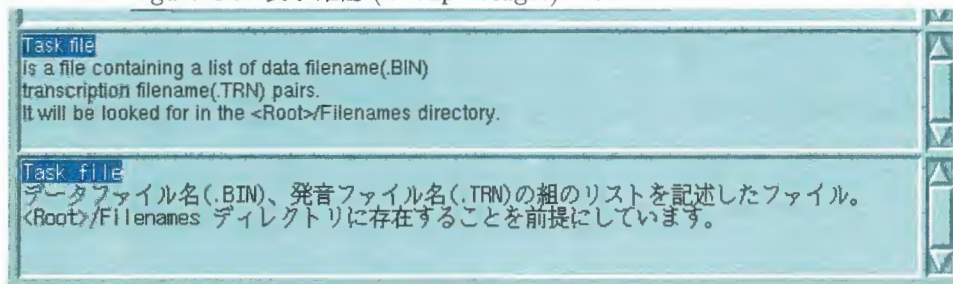 Task file
is a file containing a list of data filename(.BIN)
transcription filename(.TRN) pairs.
It will be looked for in the <Root>/Filenames directory.
Task file
データファイル名(.BIN)、発音ファイル名(.TRN)の組のリストを記述したファイル。
<Root>/Filenames ディレクトリに存在することを前提にしています。